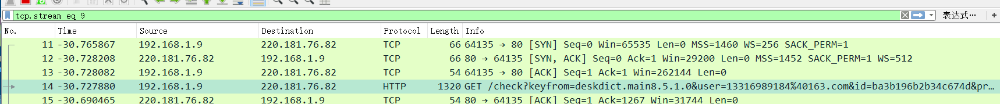 tcp.stream eq 9 表达式… +
No. Time Source Destination Protocol Length Info
11 -30.765867 192.168.1.9 220.181.76.82 TCP 66 64135 → 80 [SYN] Seq=0 Win=65535 Len=0 MSS=1460 WS=256 SACK_PERM=1
12 -30.728208 220.181.76.82 192.168.1.9 TCP 66 80 → 64135 [SYN, ACK] Seq=0 Ack=1 Win=29200 Len=0 MSS=1452 SACK_PERM=1 WS=512
13 -30.728082 192.168.1.9 220.181.76.82 TCP 54 64135 → 80 [ACK] Seq=1 Ack=1 Win=262144 Len=0
14 -30.727880 192.168.1.9 220.181.76.82 HTTP 1320 GET /check?keyfrom=deskdict.main8.5.1.0&user=13316989184%40163.com&id=ba3b196b2b34c674d&pr…
15 -30.690465 220.181.76.82 192.168.1.9 TCP 54 80 → 64135 [ACK] Seq=1 Ack=1267 Win=31744 Len=0